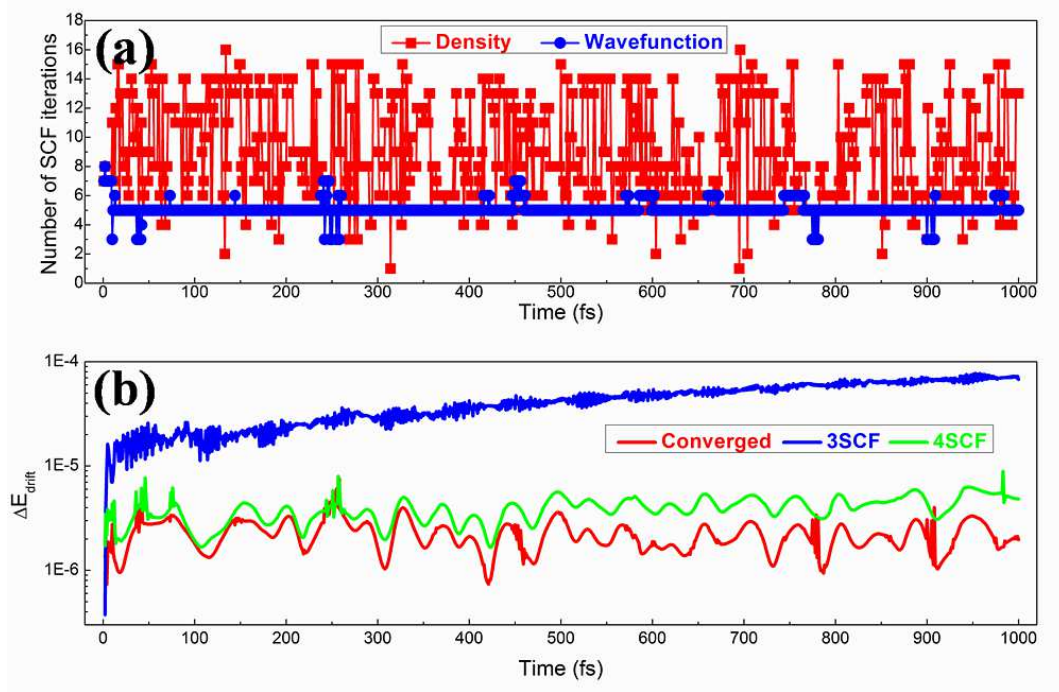 (a)
Density Wavefunction
Number of SCF iterations
18
16
14
12
10
8
6
4
2
0
0 100 200 300 400 500 600 700 800 900 1000
Time (fs)
(b)
Converged 3SCF 4SCF
ΔE_drift
1E-4
1E-5
1E-6
0 100 200 300 400 500 600 700 800 900 1000
Time (fs)